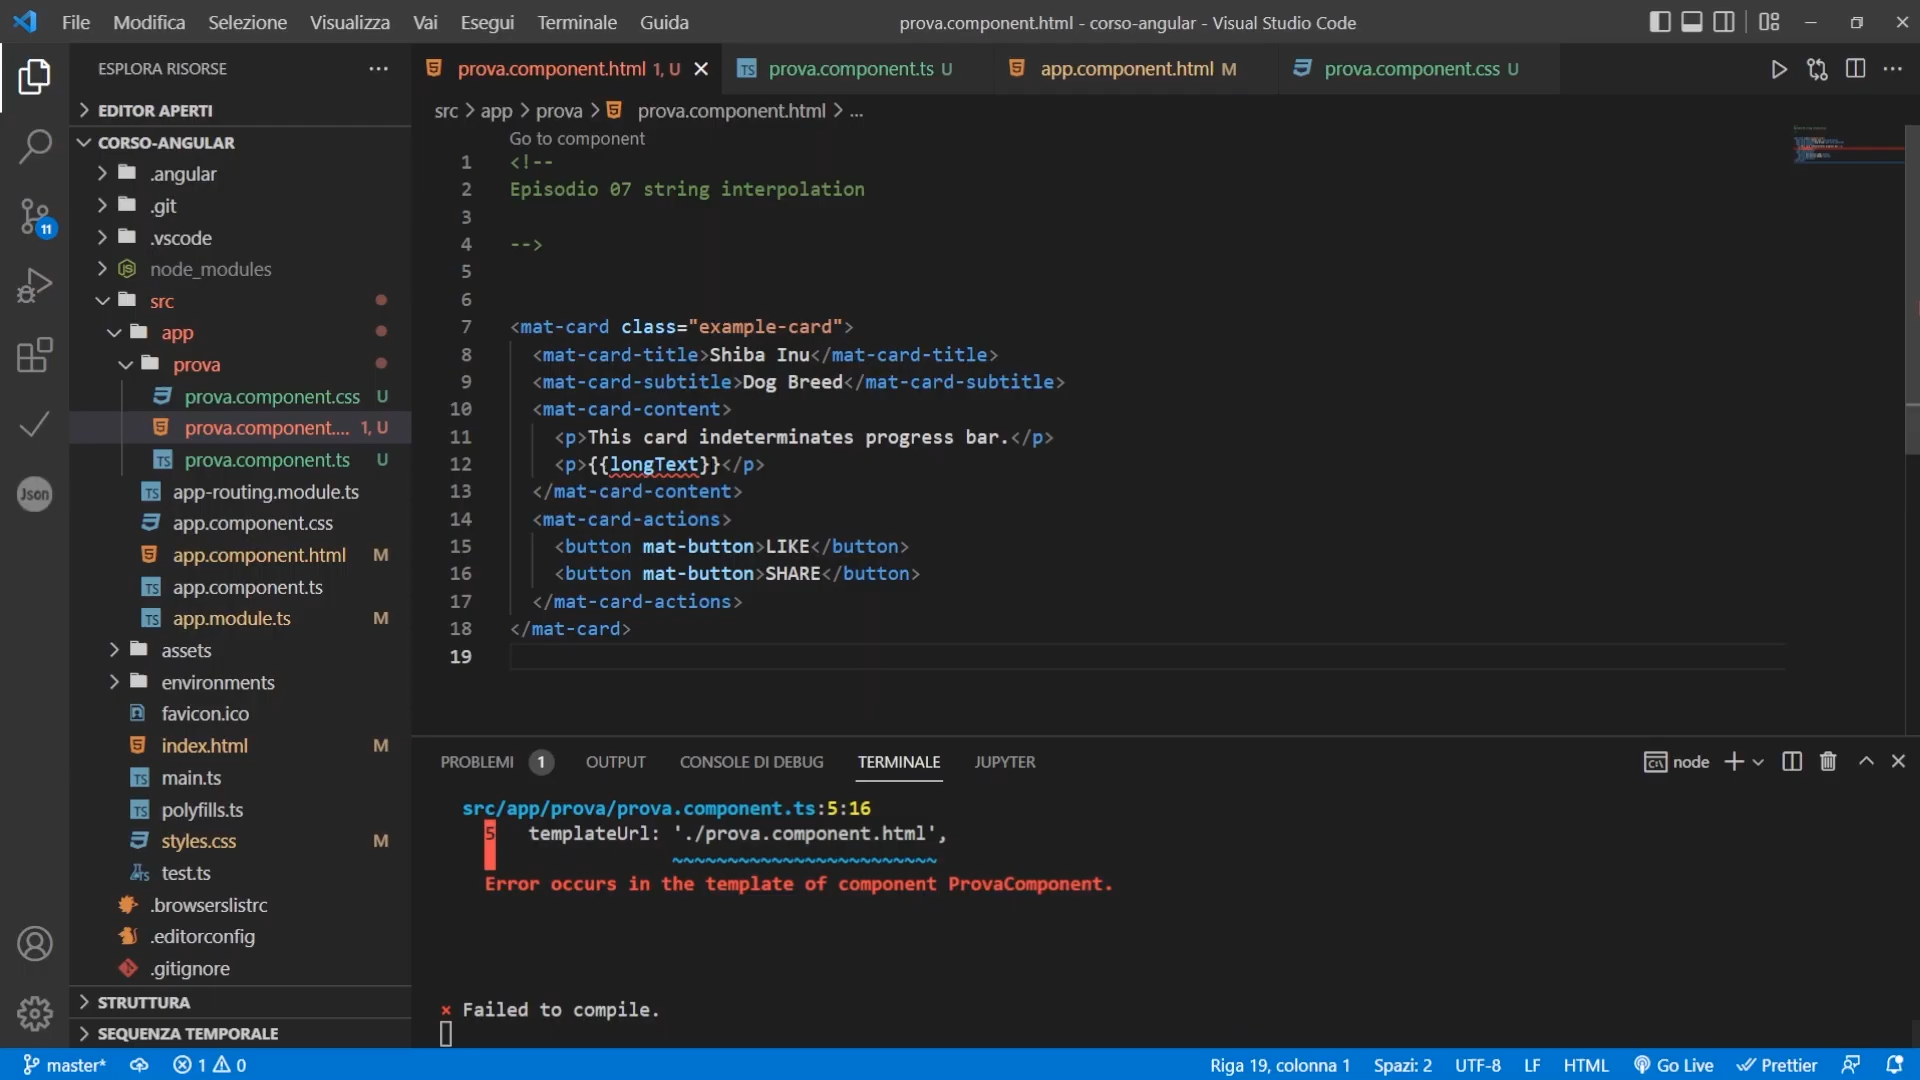 File Modifica Selezione Visualizza Vai Esegui Terminale Guida
prova.component.html - corso-angular - Visual Studio Code
ESPLORA RISORSE
EDITOR APERTI
CORSO-ANGULAR
.angular
.git
.vscode
node_modules
src
app
prova
prova.component.css U
prova.component.... 1, U
prova.component.ts U
app-routing.module.ts
app.component.css
app.component.html M
app.component.ts
app.module.ts M
assets
environments
favicon.ico
index.html M
main.ts
polyfills.ts
styles.css M
test.ts
.browserslistrc
.editorconfig
.gitignore
STRUTTURA
SEQUENZA TEMPORALE
11
Json
prova.component.html 1, U
TS prova.component.ts U
app.component.html M
prova.component.css U
src > app > prova > prova.component.html > ...
Go to component
1 <!--
2 Episodio 07 string interpolation
3
4 -->
5
6
7 <mat-card class="example-card">
8 <mat-card-title>Shiba Inu</mat-card-title>
9 <mat-card-subtitle>Dog Breed</mat-card-subtitle>
10 <mat-card-content>
11 <p>This card indeterminates progress bar.</p>
12 <p>{{longText}}</p>
13 </mat-card-content>
14 <mat-card-actions>
15 <button mat-button>LIKE</button>
16 <button mat-button>SHARE</button>
17 </mat-card-actions>
18 </mat-card>
19
PROBLEMI 1 OUTPUT CONSOLE DI DEBUG TERMINALE JUPYTER
node
src/app/prova/prova.component.ts:5:16
5 templateUrl: './prova.component.html',
~~~~~~~~~~~~~~~~~~~~~~~~
Error occurs in the template of component ProvaComponent.
× Failed to compile.
master* 1 0
Riga 19, colonna 1 Spazi: 2 UTF-8 LF HTML Go Live Prettier